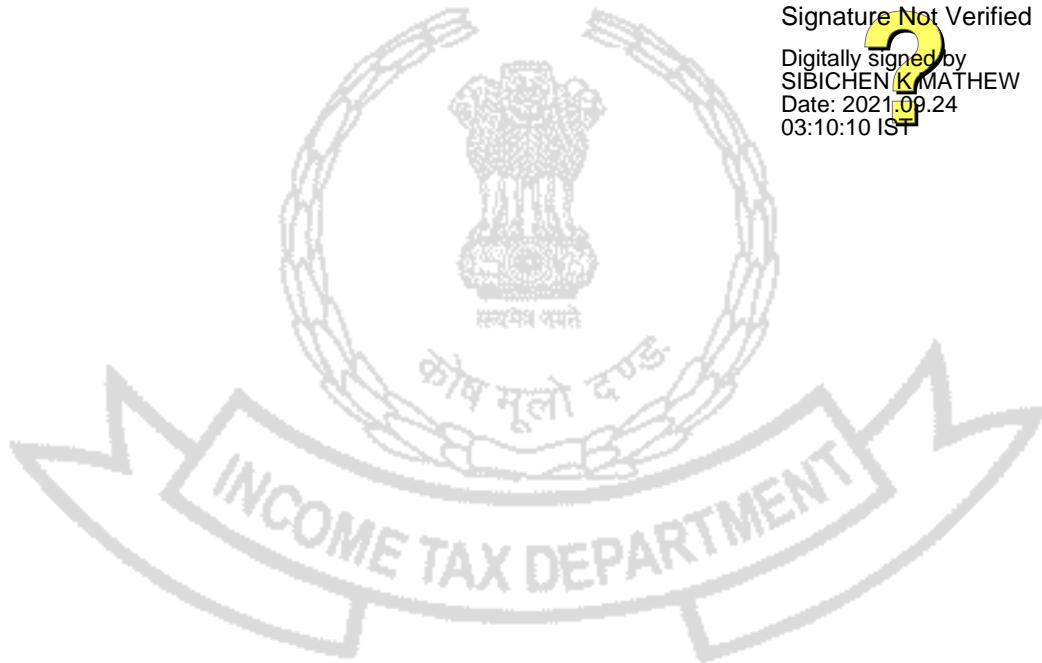 Signature Not Verified
Digitally signed by
SIBICHEN K MATHEW
Date: 2021.09.24
03:10:10 IST
सत्यमेव जयते
कोष मूलो दण्ड:
INCOME TAX DEPARTMENT